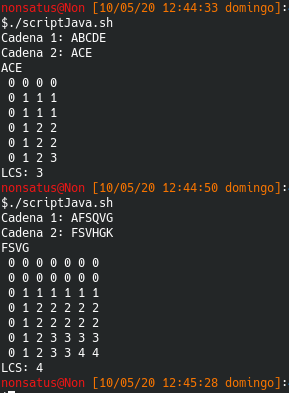 nonsatus@Non [10/05/20 12:44:33 domingo]:
$./scriptJava.sh
Cadena 1: ABCDE
Cadena 2: ACE
ACE
0 0 0 0
0 1 1 1
0 1 1 1
0 1 2 2
0 1 2 2
0 1 2 3
LCS: 3
nonsatus@Non [10/05/20 12:44:50 domingo]:
$./scriptJava.sh
Cadena 1: AFSQVG
Cadena 2: FSVHGK
FSVG
0 0 0 0 0 0 0
0 0 0 0 0 0 0
0 1 1 1 1 1 1
0 1 2 2 2 2 2
0 1 2 2 2 2 2
0 1 2 3 3 3 3
0 1 2 3 3 4 4
LCS: 4
nonsatus@Non [10/05/20 12:45:28 domingo]: